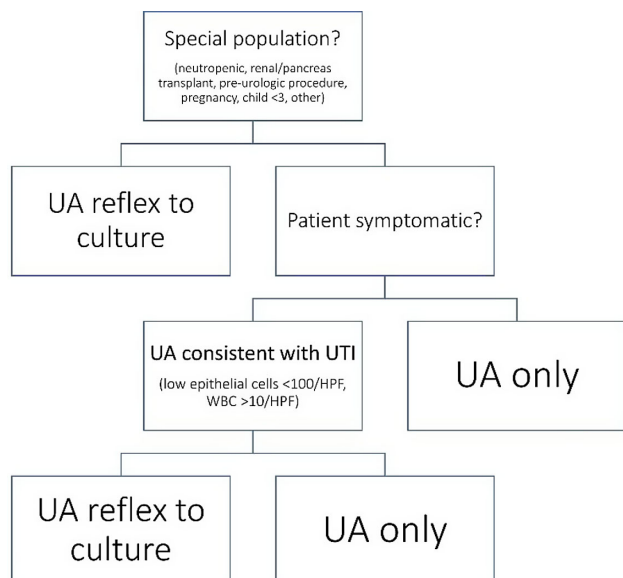 Special population?
(neutropenic, renal/pancreas
transplant, pre-urologic procedure,
pregnancy, child <3, other)
UA reflex to
culture
Patient symptomatic?
UA consistent with UTI
(low epithelial cells <100/HPF,
WBC >10/HPF)
UA only
UA reflex to
culture
UA only